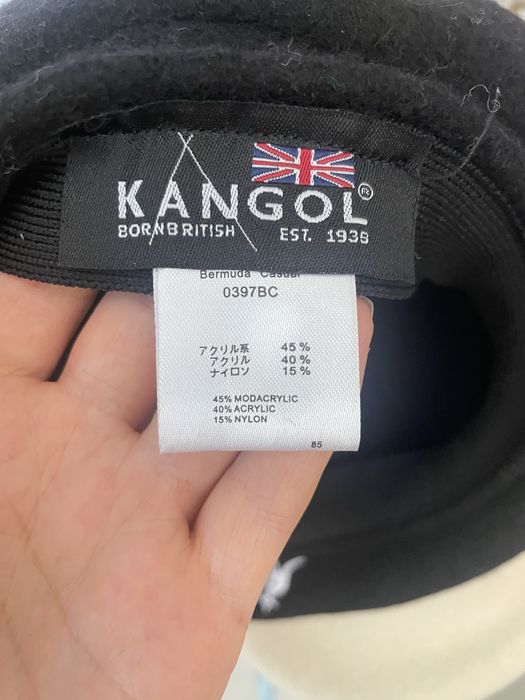 KANGOL®
BORN BRITISH EST. 1938
Bermuda Casual
0397BC
アクリル系 45 %
アクリル 40 %
ナイロン 15 %
45% MODACRYLIC
40% ACRYLIC
15% NYLON
85